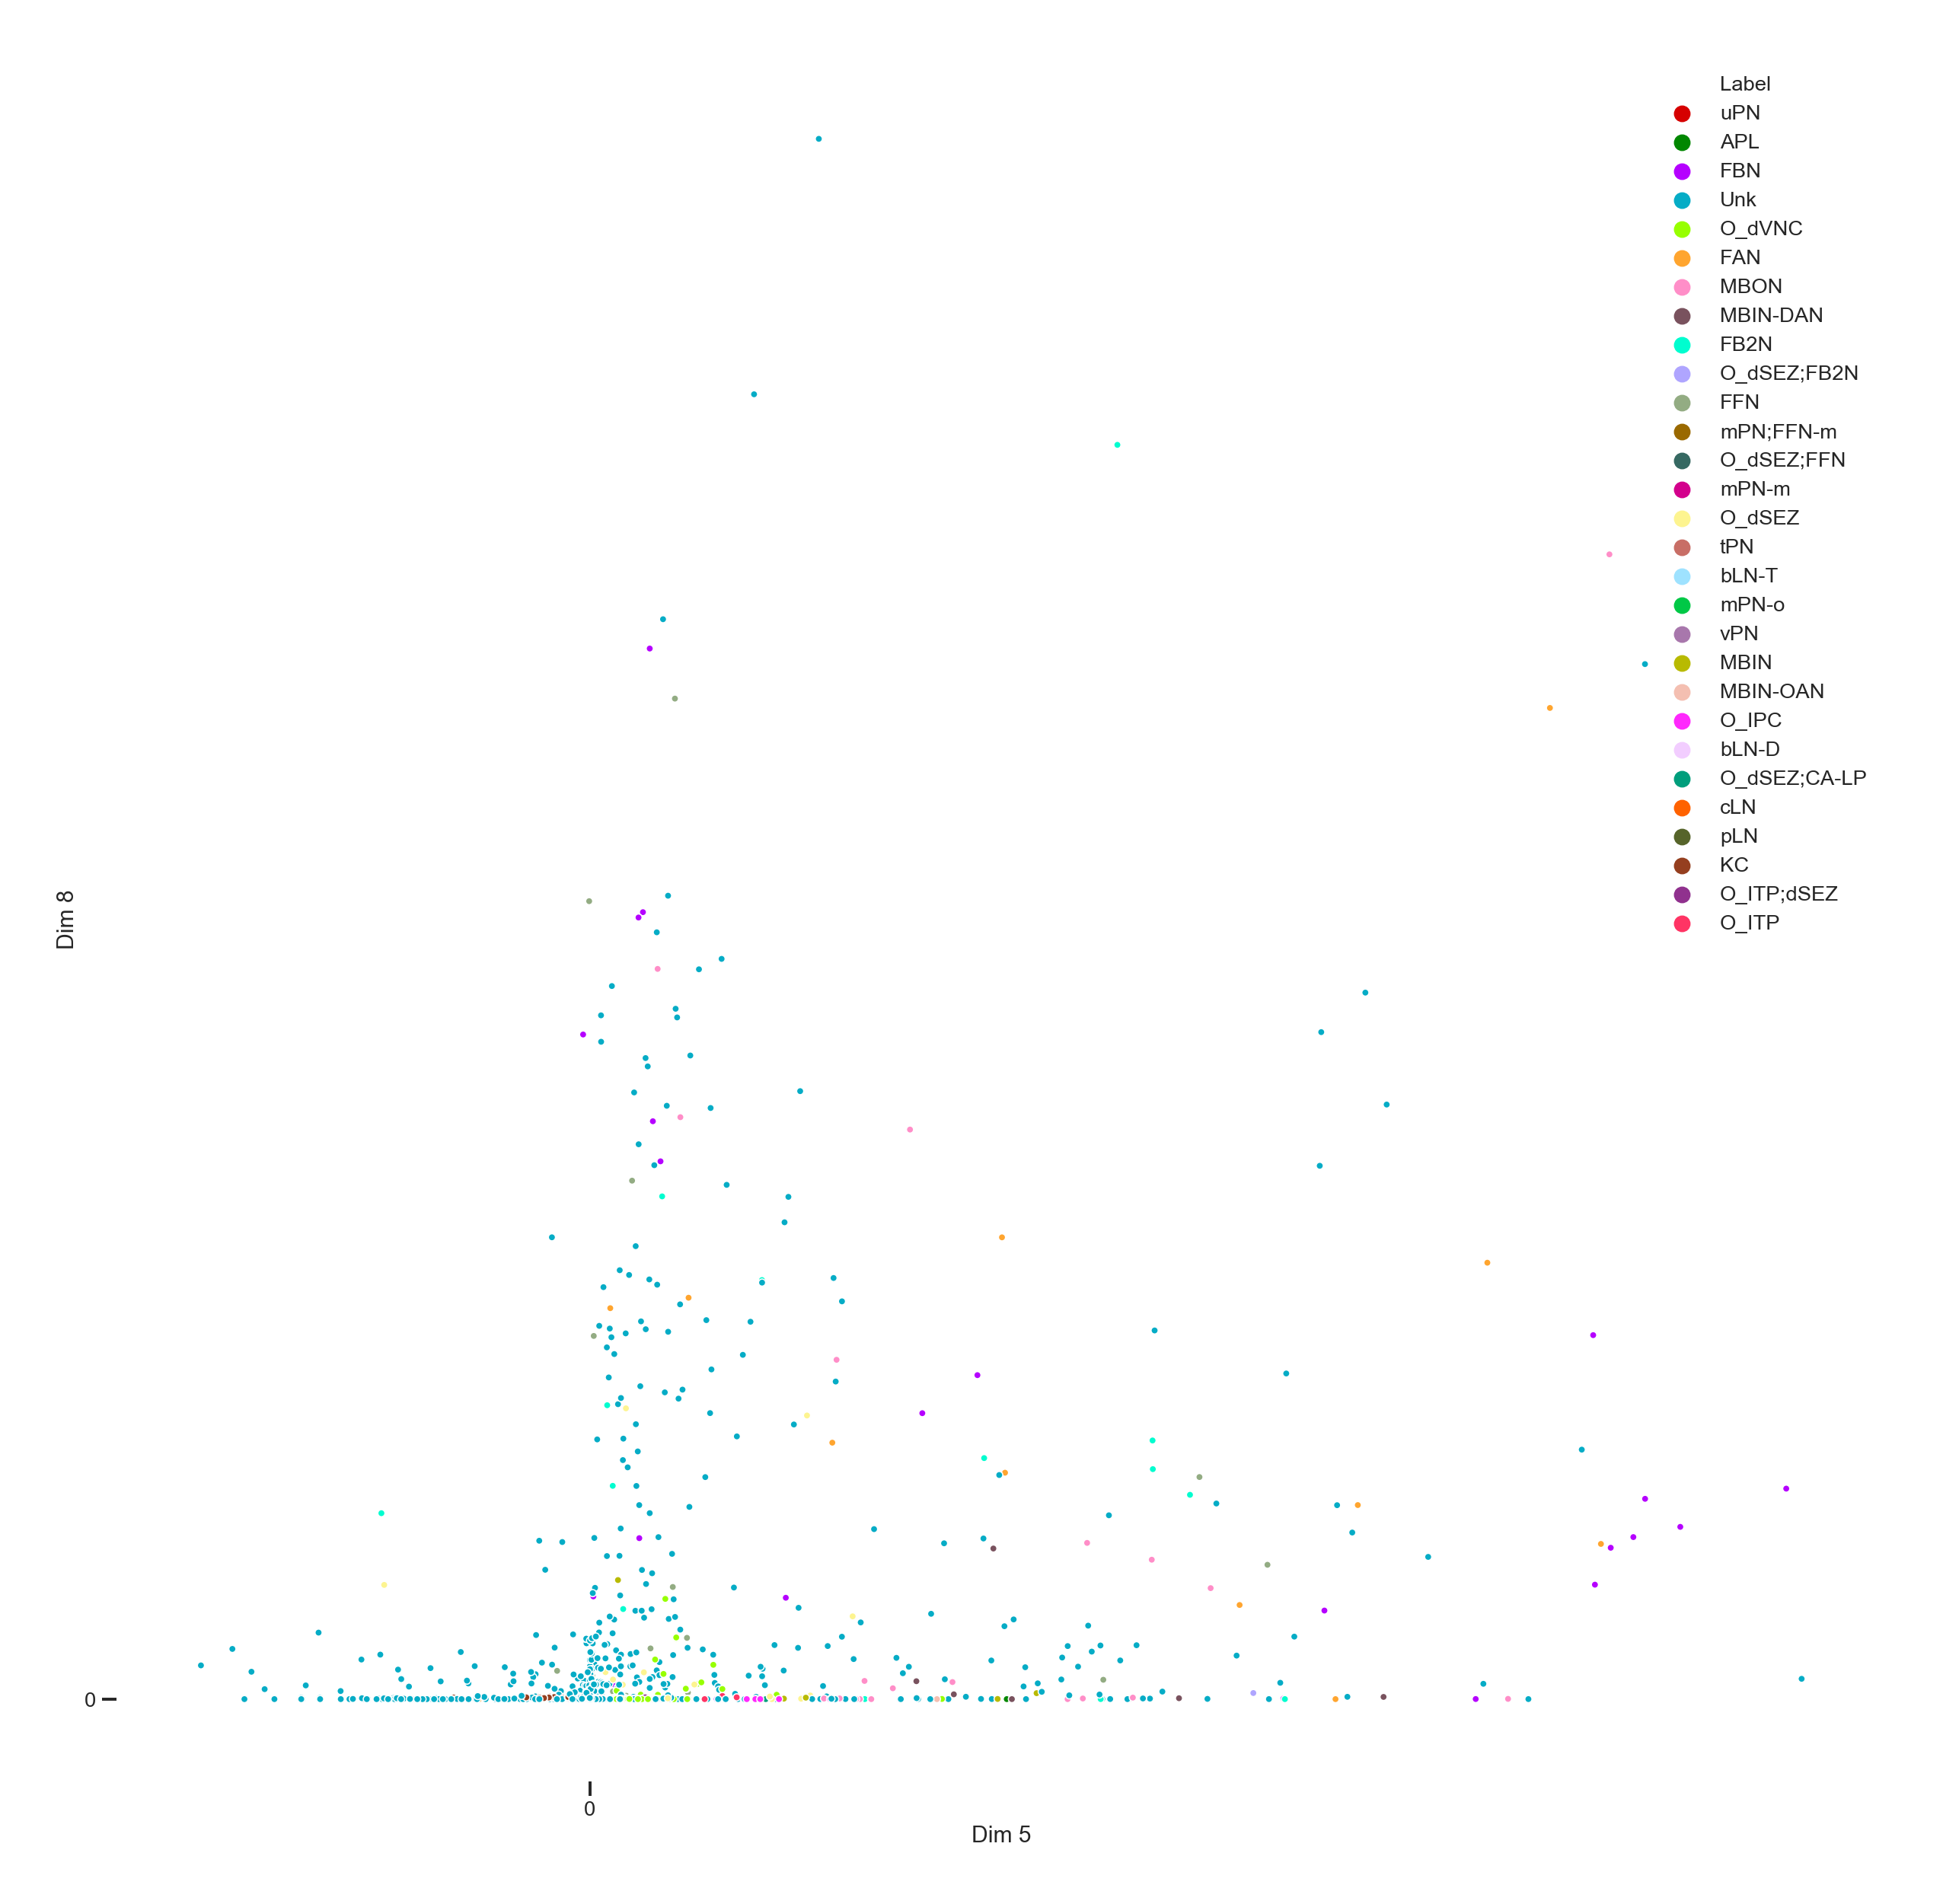 Label
uPN
APL
FBN
Unk
O_dVNC
FAN
MBON
MBIN-DAN
FB2N
O_dSEZ;FB2N
FFN
mPN;FFN-m
O_dSEZ;FFN
mPN-m
O_dSEZ
tPN
bLN-T
mPN-o
vPN
MBIN
MBIN-OAN
O_IPC
bLN-D
O_dSEZ;CA-LP
cLN
pLN
KC
O_ITP;dSEZ
O_ITP
Dim 8
0
0
Dim 5